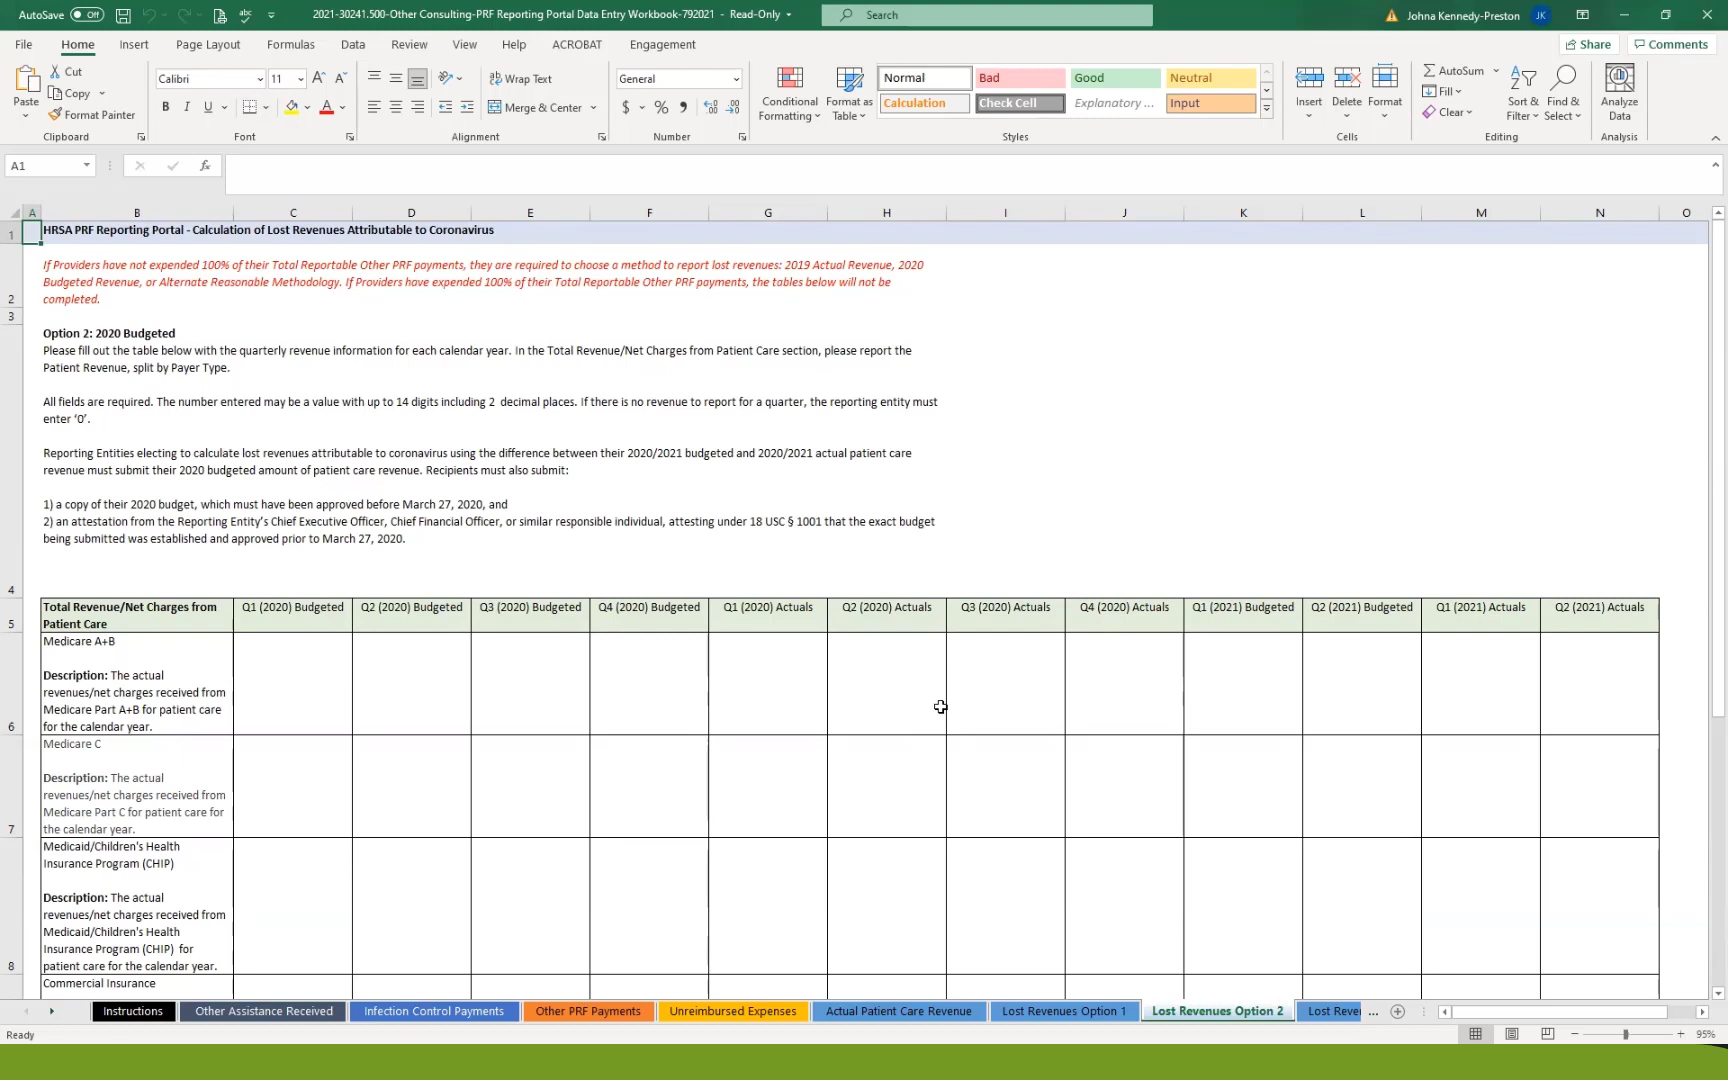 AutoSave Off 2021-30241.500-Other Consulting-PRF Reporting Portal Data Entry Workbook-792021 - Read-Only Search Johna Kennedy-Preston JK
File Home Insert Page Layout Formulas Data Review View Help ACROBAT Engagement Share Comments
Paste
Cut
Copy
Format Painter
Clipboard
Calibri 11
B I U
Font
Wrap Text
Merge & Center
Alignment
General
$ % 9
Number
Conditional Formatting
Format as Table
Normal Bad Good Neutral
Calculation Check Cell Explanatory ... Input
Styles
Insert Delete Format
Cells
AutoSum
Fill
Clear
Sort & Filter
Find & Select
Editing
Analyze Data
Analysis
A1 fx
A B C D E F G H I J K L M N O
1 HRSA PRF Reporting Portal - Calculation of Lost Revenues Attributable to Coronavirus
If Providers have not expended 100% of their Total Reportable Other PRF payments, they are required to choose a method to report lost revenues: 2019 Actual Revenue, 2020
Budgeted Revenue, or Alternate Reasonable Methodology. If Providers have expended 100% of their Total Reportable Other PRF payments, the tables below will not be
2 completed.
3
Option 2: 2020 Budgeted
Please fill out the table below with the quarterly revenue information for each calendar year. In the Total Revenue/Net Charges from Patient Care section, please report the
Patient Revenue, split by Payer Type.
All fields are required. The number entered may be a value with up to 14 digits including 2 decimal places. If there is no revenue to report for a quarter, the reporting entity must
enter ‘0’.
Reporting Entities electing to calculate lost revenues attributable to coronavirus using the difference between their 2020/2021 budgeted and 2020/2021 actual patient care
revenue must submit their 2020 budgeted amount of patient care revenue. Recipients must also submit:
1) a copy of their 2020 budget, which must have been approved before March 27, 2020, and
2) an attestation from the Reporting Entity’s Chief Executive Officer, Chief Financial Officer, or similar responsible individual, attesting under 18 USC § 1001 that the exact budget
being submitted was established and approved prior to March 27, 2020.
4
Total Revenue/Net Charges from Q1 (2020) Budgeted Q2 (2020) Budgeted Q3 (2020) Budgeted Q4 (2020) Budgeted Q1 (2020) Actuals Q2 (2020) Actuals Q3 (2020) Actuals Q4 (2020) Actuals Q1 (2021) Budgeted Q2 (2021) Budgeted Q1 (2021) Actuals Q2 (2021) Actuals
5 Patient Care
Medicare A+B
Description: The actual
revenues/net charges received from
Medicare Part A+B for patient care
6 for the calendar year.
Medicare C
Description: The actual
revenues/net charges received from
Medicare Part C for patient care for
7 the calendar year.
Medicaid/Children's Health
Insurance Program (CHIP)
Description: The actual
revenues/net charges received from
Medicaid/Children's Health
Insurance Program (CHIP) for
8 patient care for the calendar year.
Commercial Insurance
Instructions Other Assistance Received Infection Control Payments Other PRF Payments Unreimbursed Expenses Actual Patient Care Revenue Lost Revenues Option 1 Lost Revenues Option 2 Lost Reve ...
Ready 95%